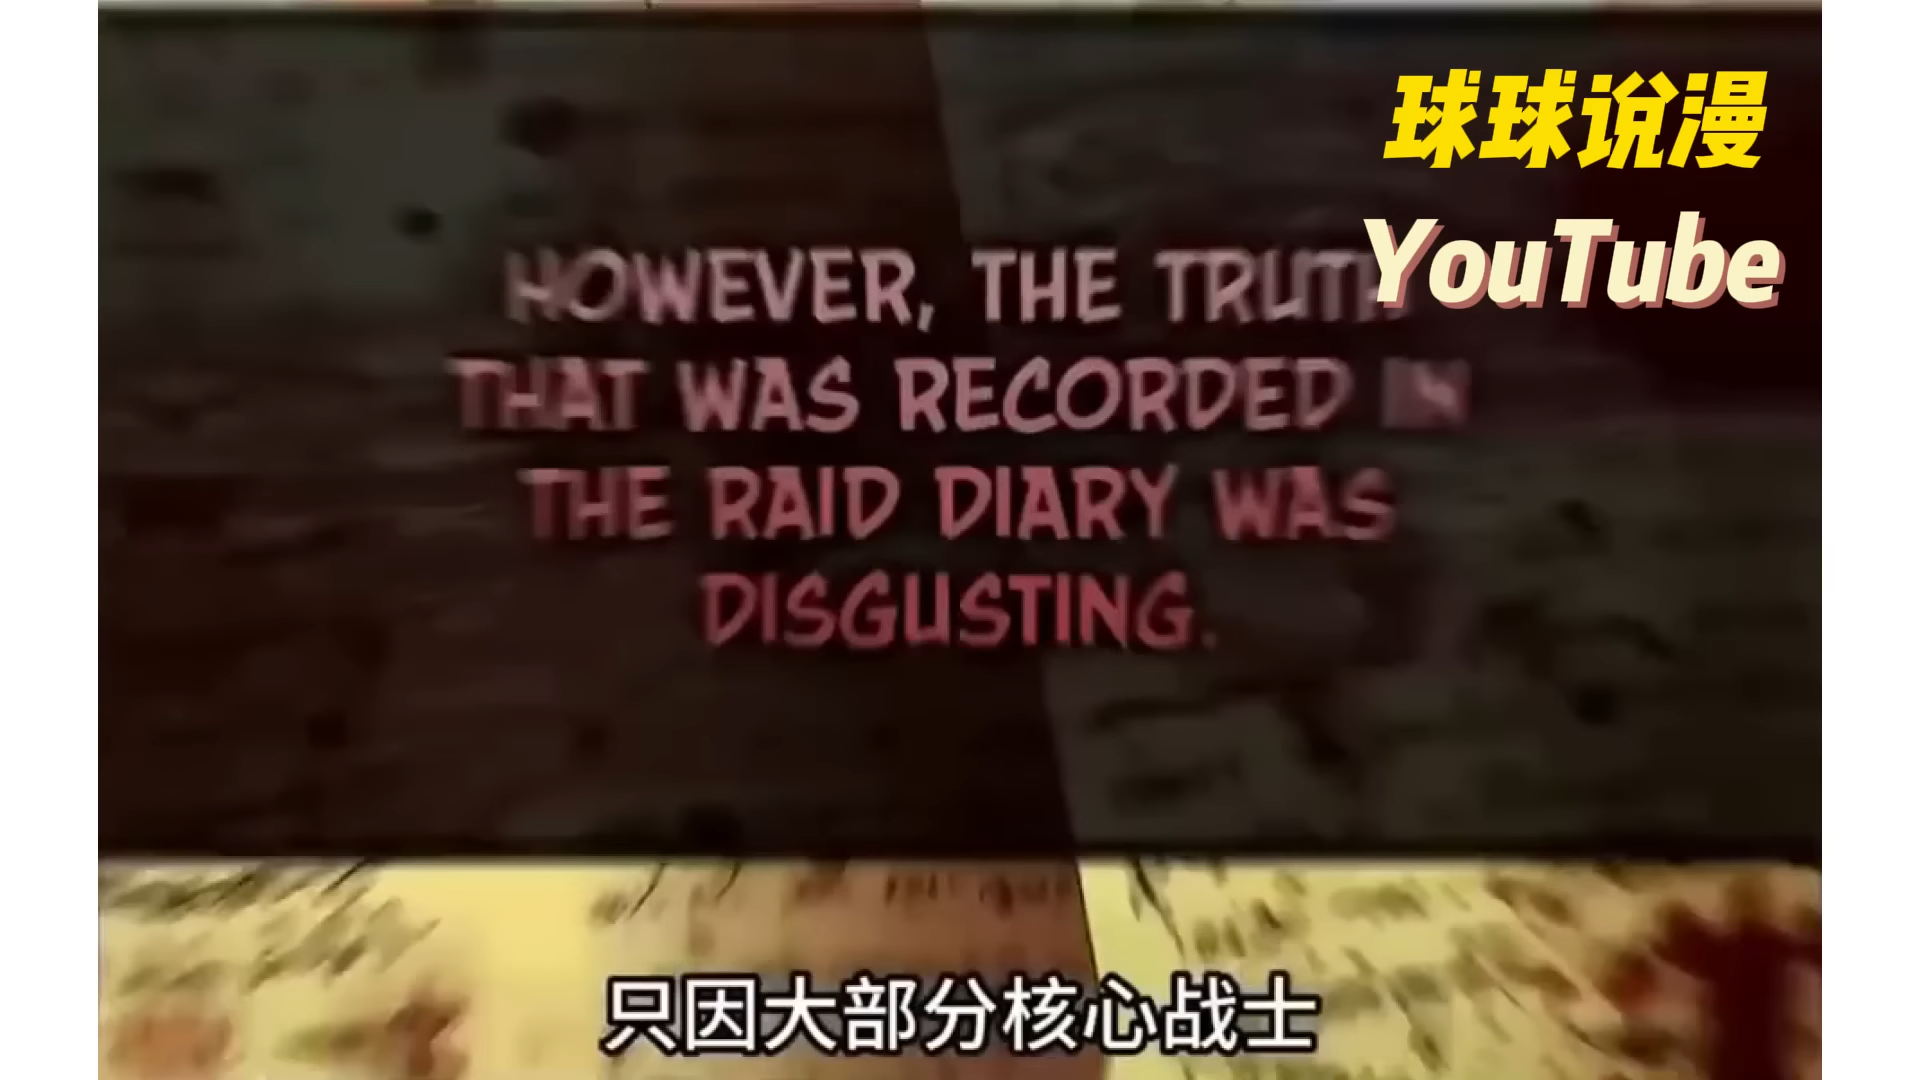 球球说漫
YouTube
HOWEVER, THE TRUTH
THAT WAS RECORDED IN
THE RAID DIARY WAS
DISGUSTING.
只因大部分核心战士